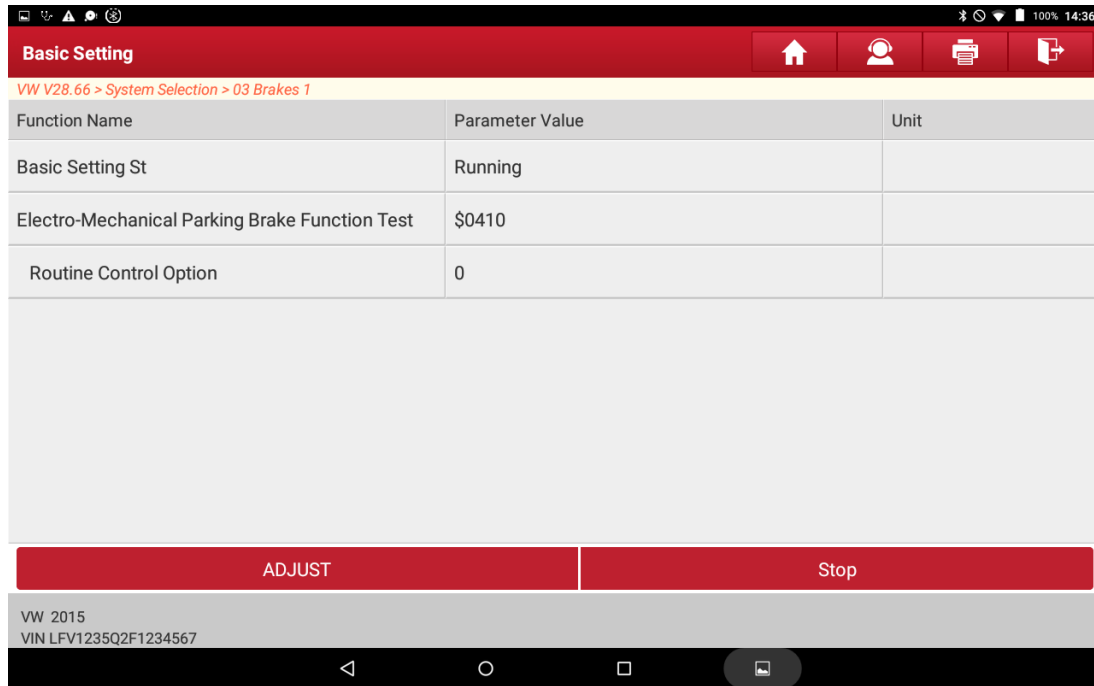 100% 14:36
Basic Setting
VW V28.66 > System Selection > 03 Brakes 1
Function Name Parameter Value Unit
Basic Setting St Running
Electro-Mechanical Parking Brake Function Test $0410
Routine Control Option 0
ADJUST Stop
VW 2015
VIN LFV1235Q2F1234567